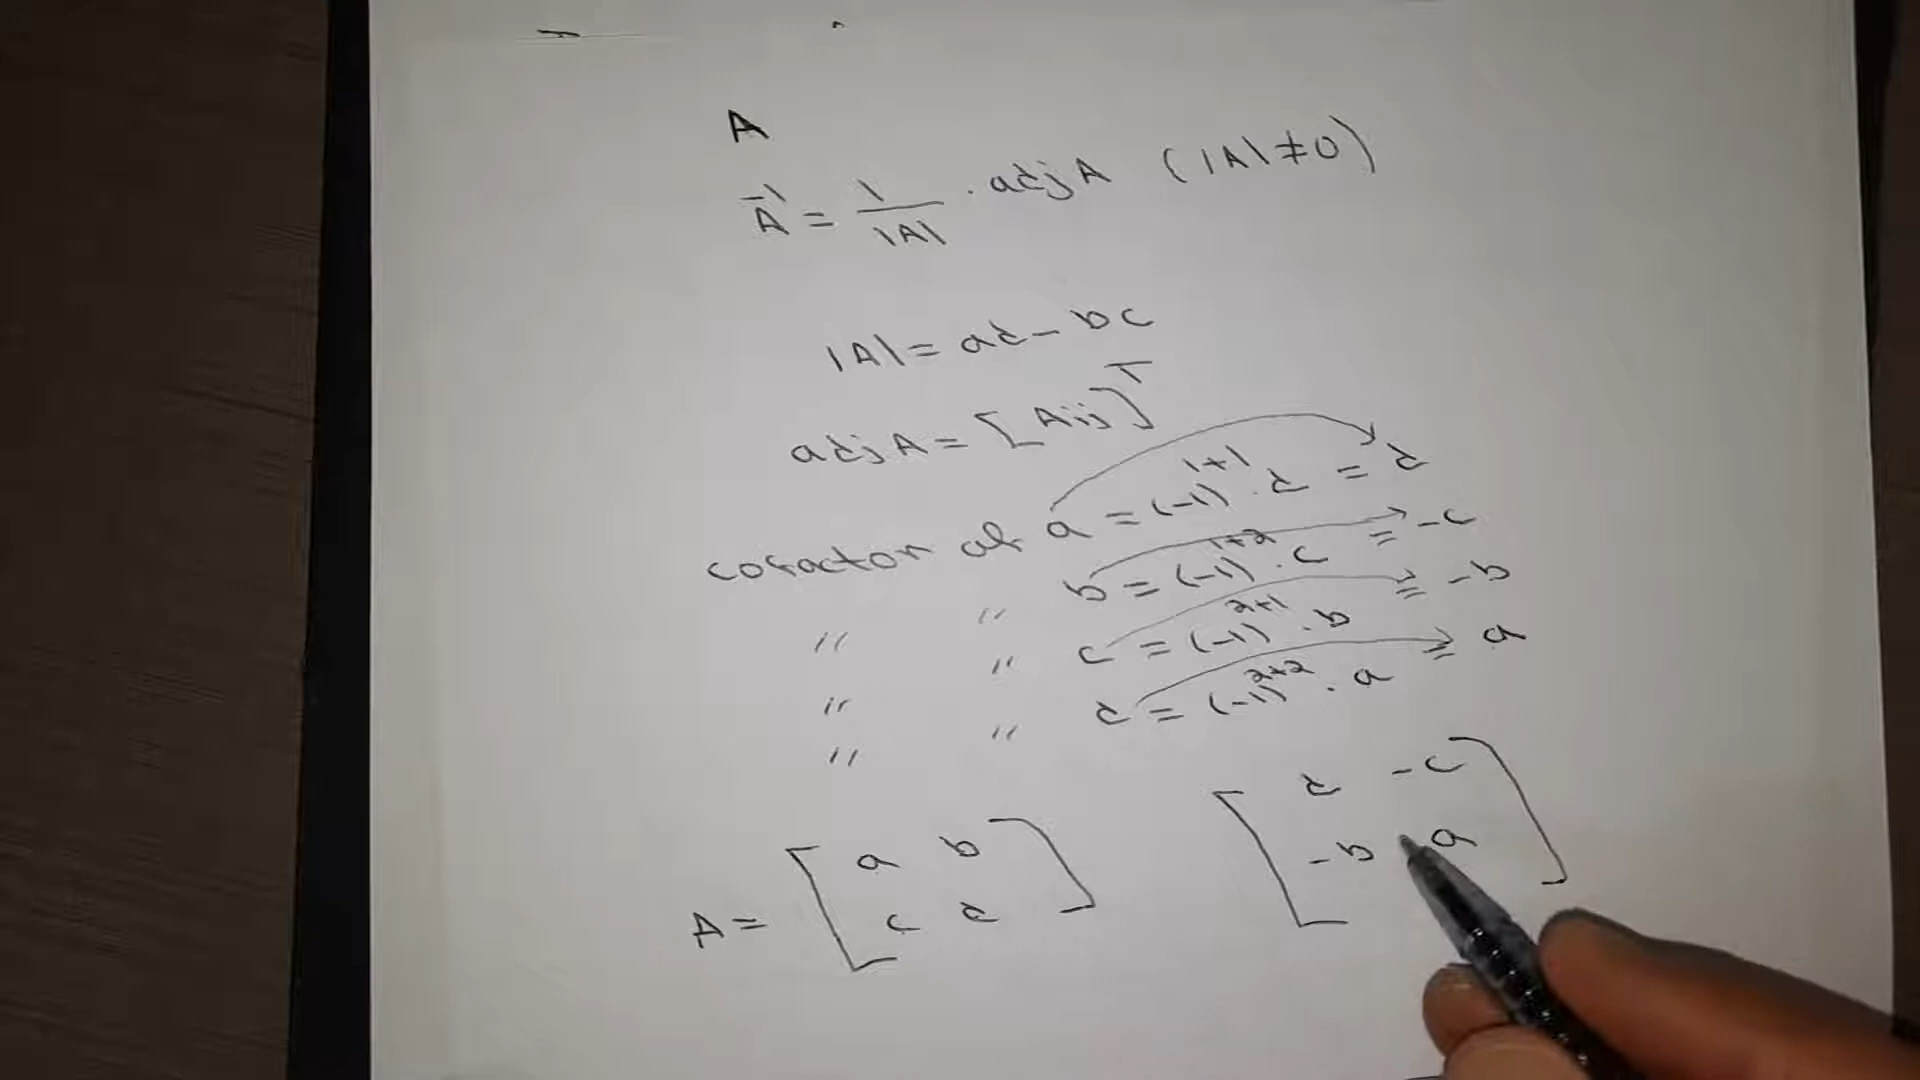 A
A⁻¹ = 1/|A| · adj A (|A| ≠ 0)
|A| = ad - bc
adj A = [Aij]ᵀ
cofactor of a = (-1)¹⁺¹ · d = d
" " b = (-1)¹⁺² · c = -c
" " c = (-1)²⁺¹ · b = -b
" " d = (-1)²⁺² · a = a
A = [a b
c d]
[d -c
-b a]